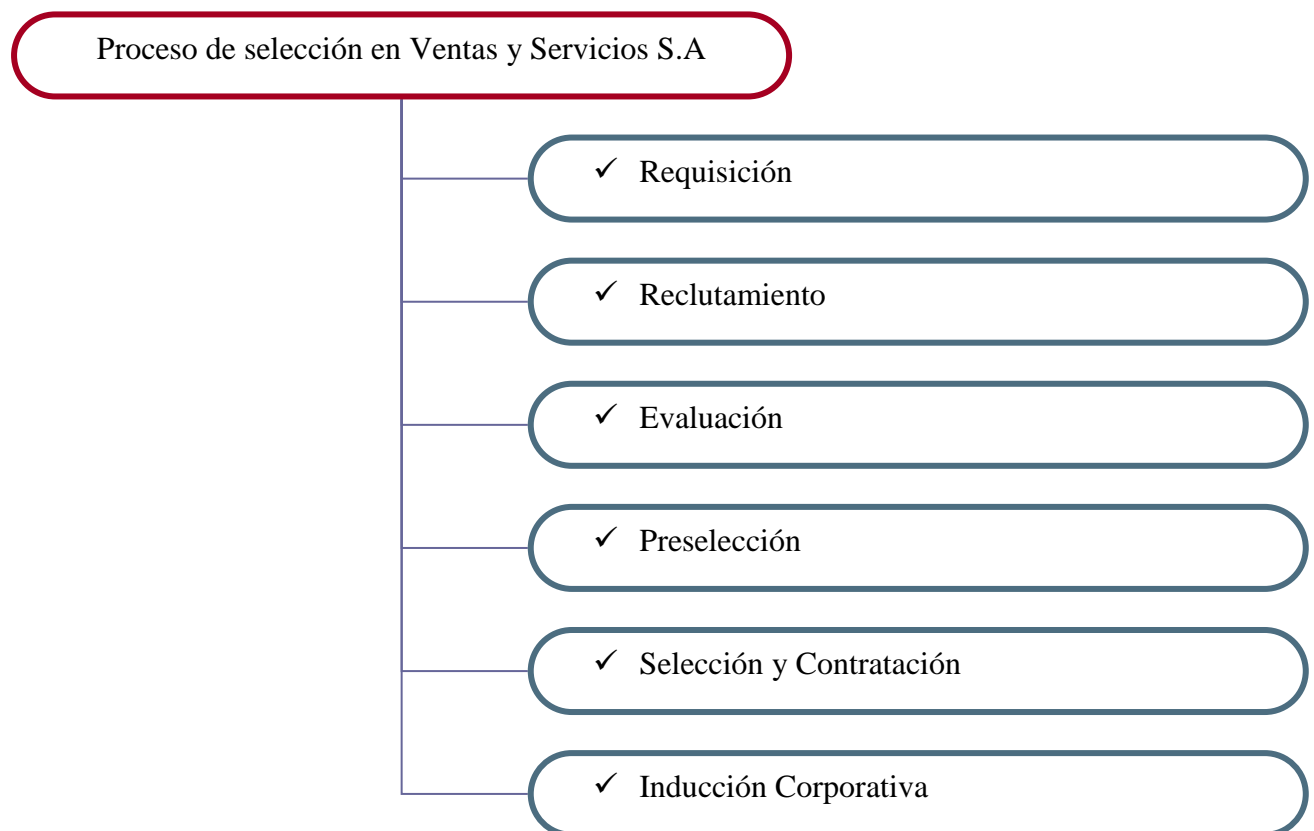 Proceso de selección en Ventas y Servicios S.A
✓ Requisición
✓ Reclutamiento
✓ Evaluación
✓ Preselección
✓ Selección y Contratación
✓ Inducción Corporativa